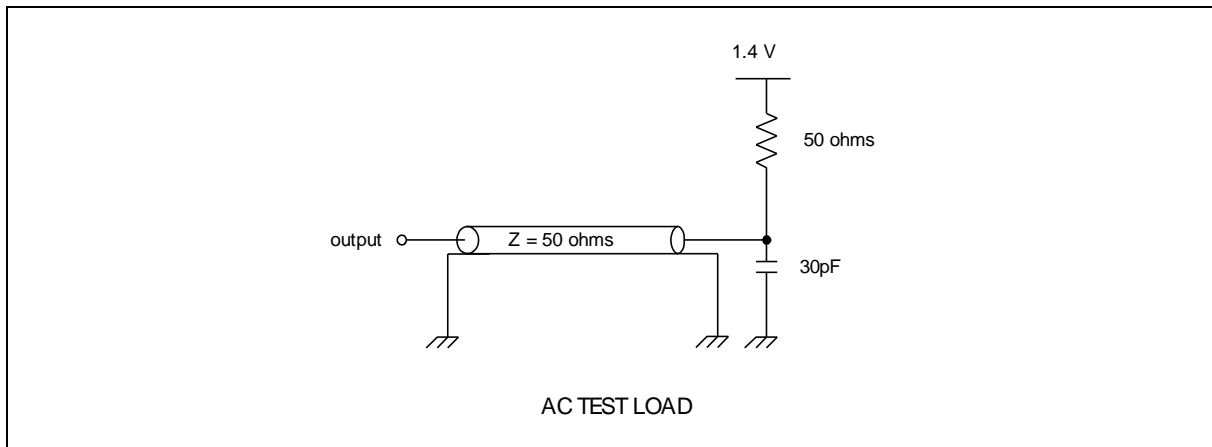 1.4 V
50 ohms
output
Z = 50 ohms
30pF
AC TEST LOAD